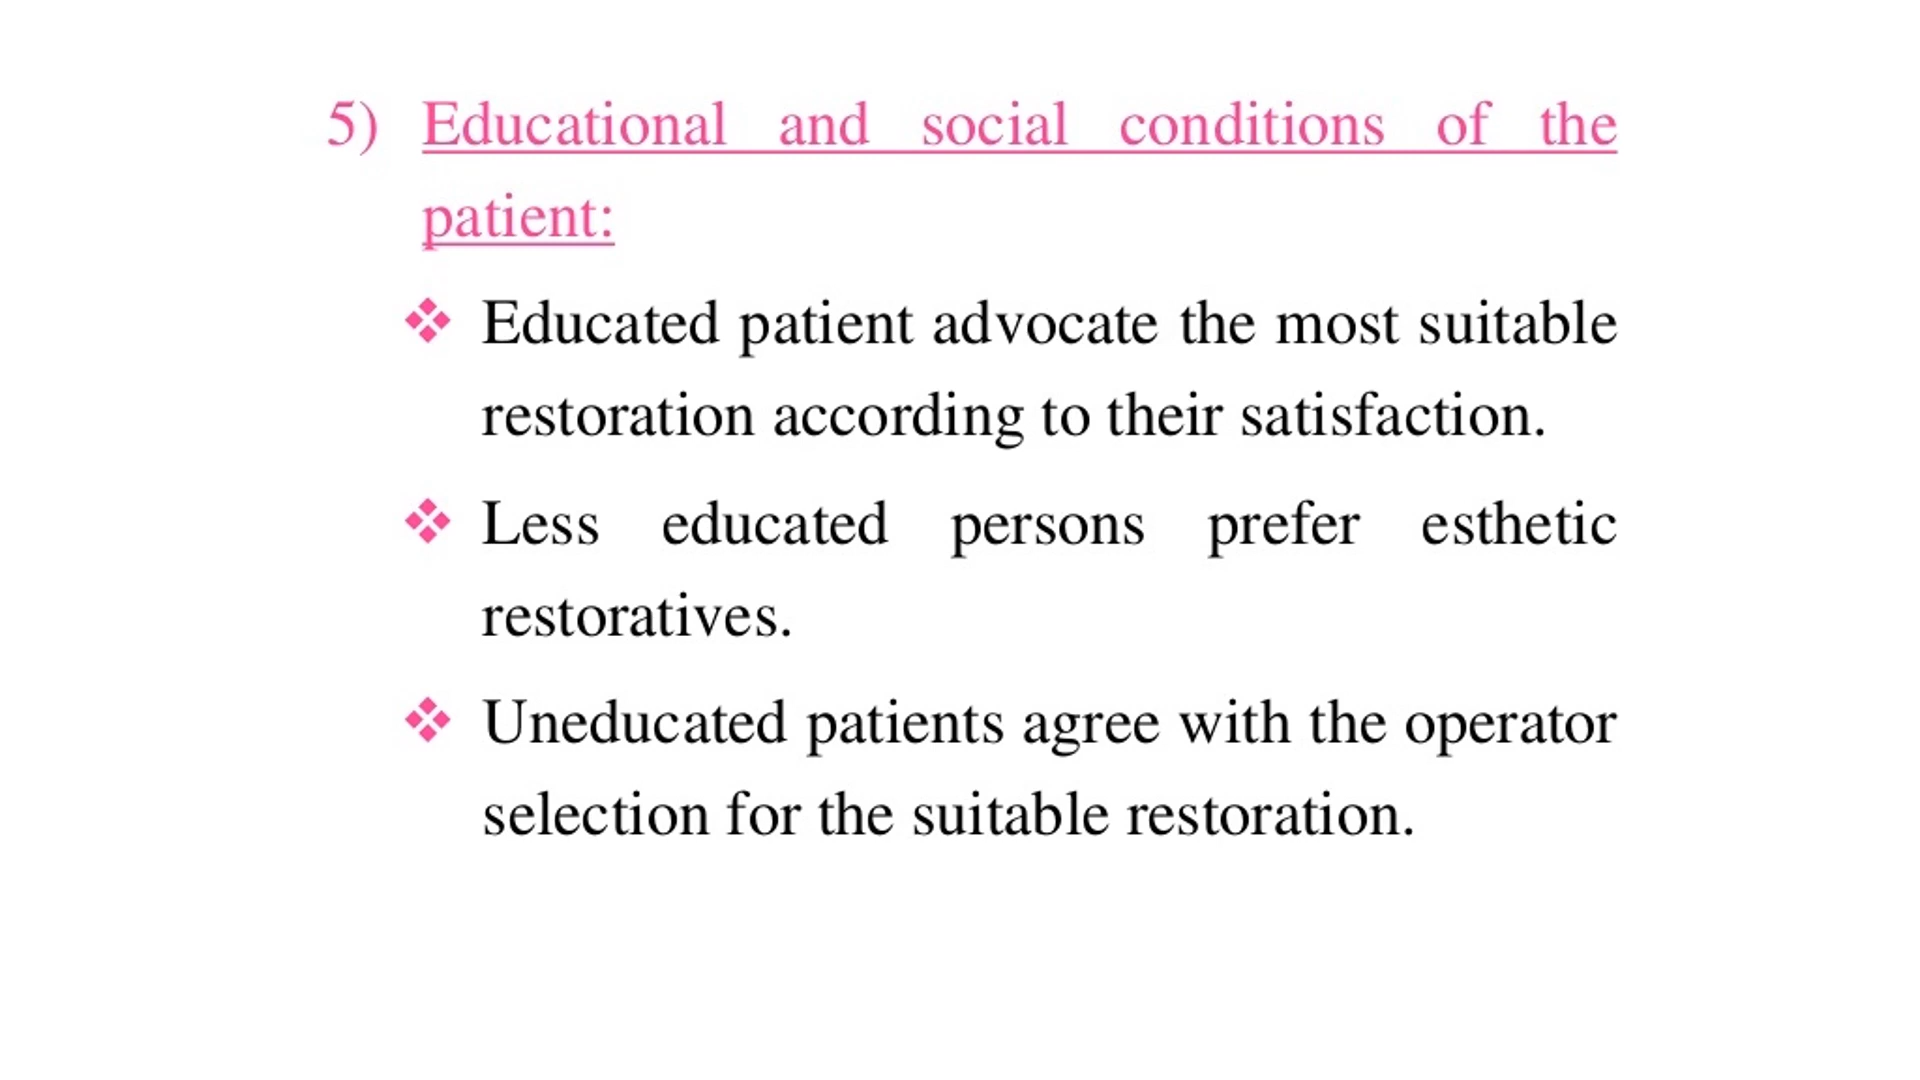 5) Educational and social conditions of the
patient:
❖ Educated patient advocate the most suitable
restoration according to their satisfaction.
❖ Less educated persons prefer esthetic
restoratives.
❖ Uneducated patients agree with the operator
selection for the suitable restoration.